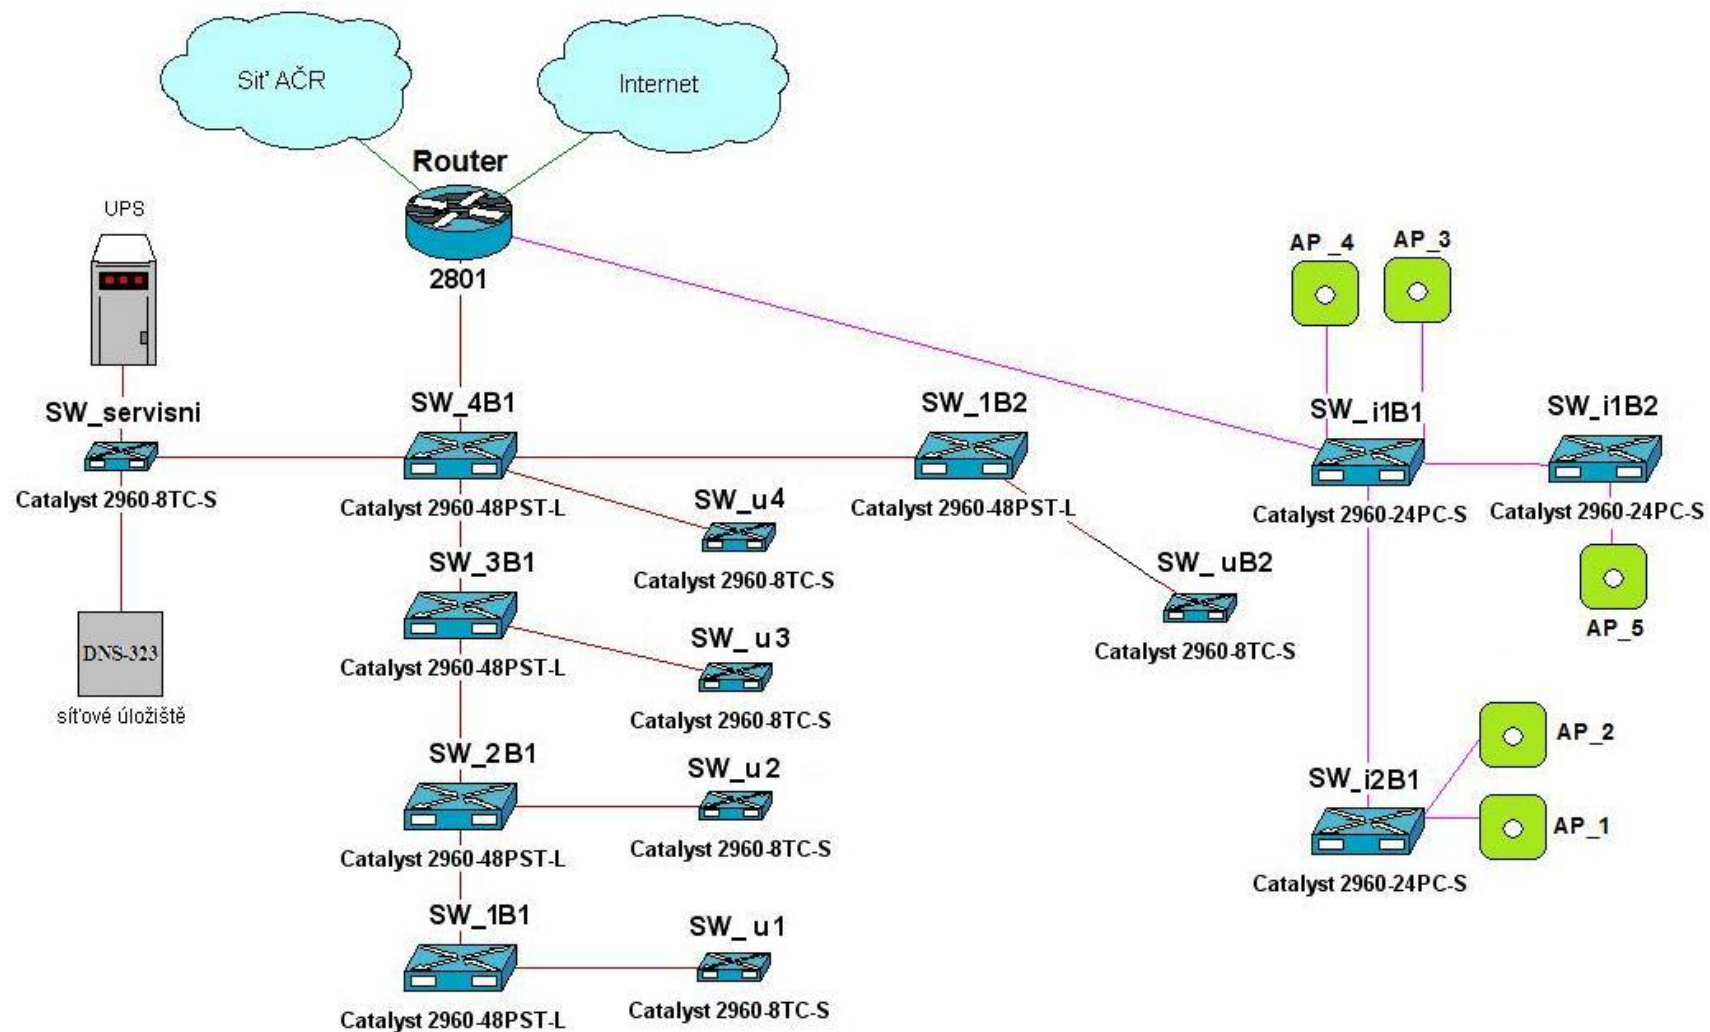 Síť AČR
Internet
Router
2801
UPS
SW_servisni
Catalyst 2960-8TC-S
DNS-323
síťové úložiště
SW_4B1
Catalyst 2960-48PST-L
SW_u4
Catalyst 2960-8TC-S
SW_3B1
Catalyst 2960-48PST-L
SW_u3
Catalyst 2960-8TC-S
SW_2B1
Catalyst 2960-48PST-L
SW_u2
Catalyst 2960-8TC-S
SW_1B1
Catalyst 2960-48PST-L
SW_u1
Catalyst 2960-8TC-S
SW_1B2
Catalyst 2960-48PST-L
SW_uB2
Catalyst 2960-8TC-S
AP_4
AP_3
SW_i1B1
Catalyst 2960-24PC-S
SW_i1B2
Catalyst 2960-24PC-S
AP_5
SW_i2B1
Catalyst 2960-24PC-S
AP_2
AP_1